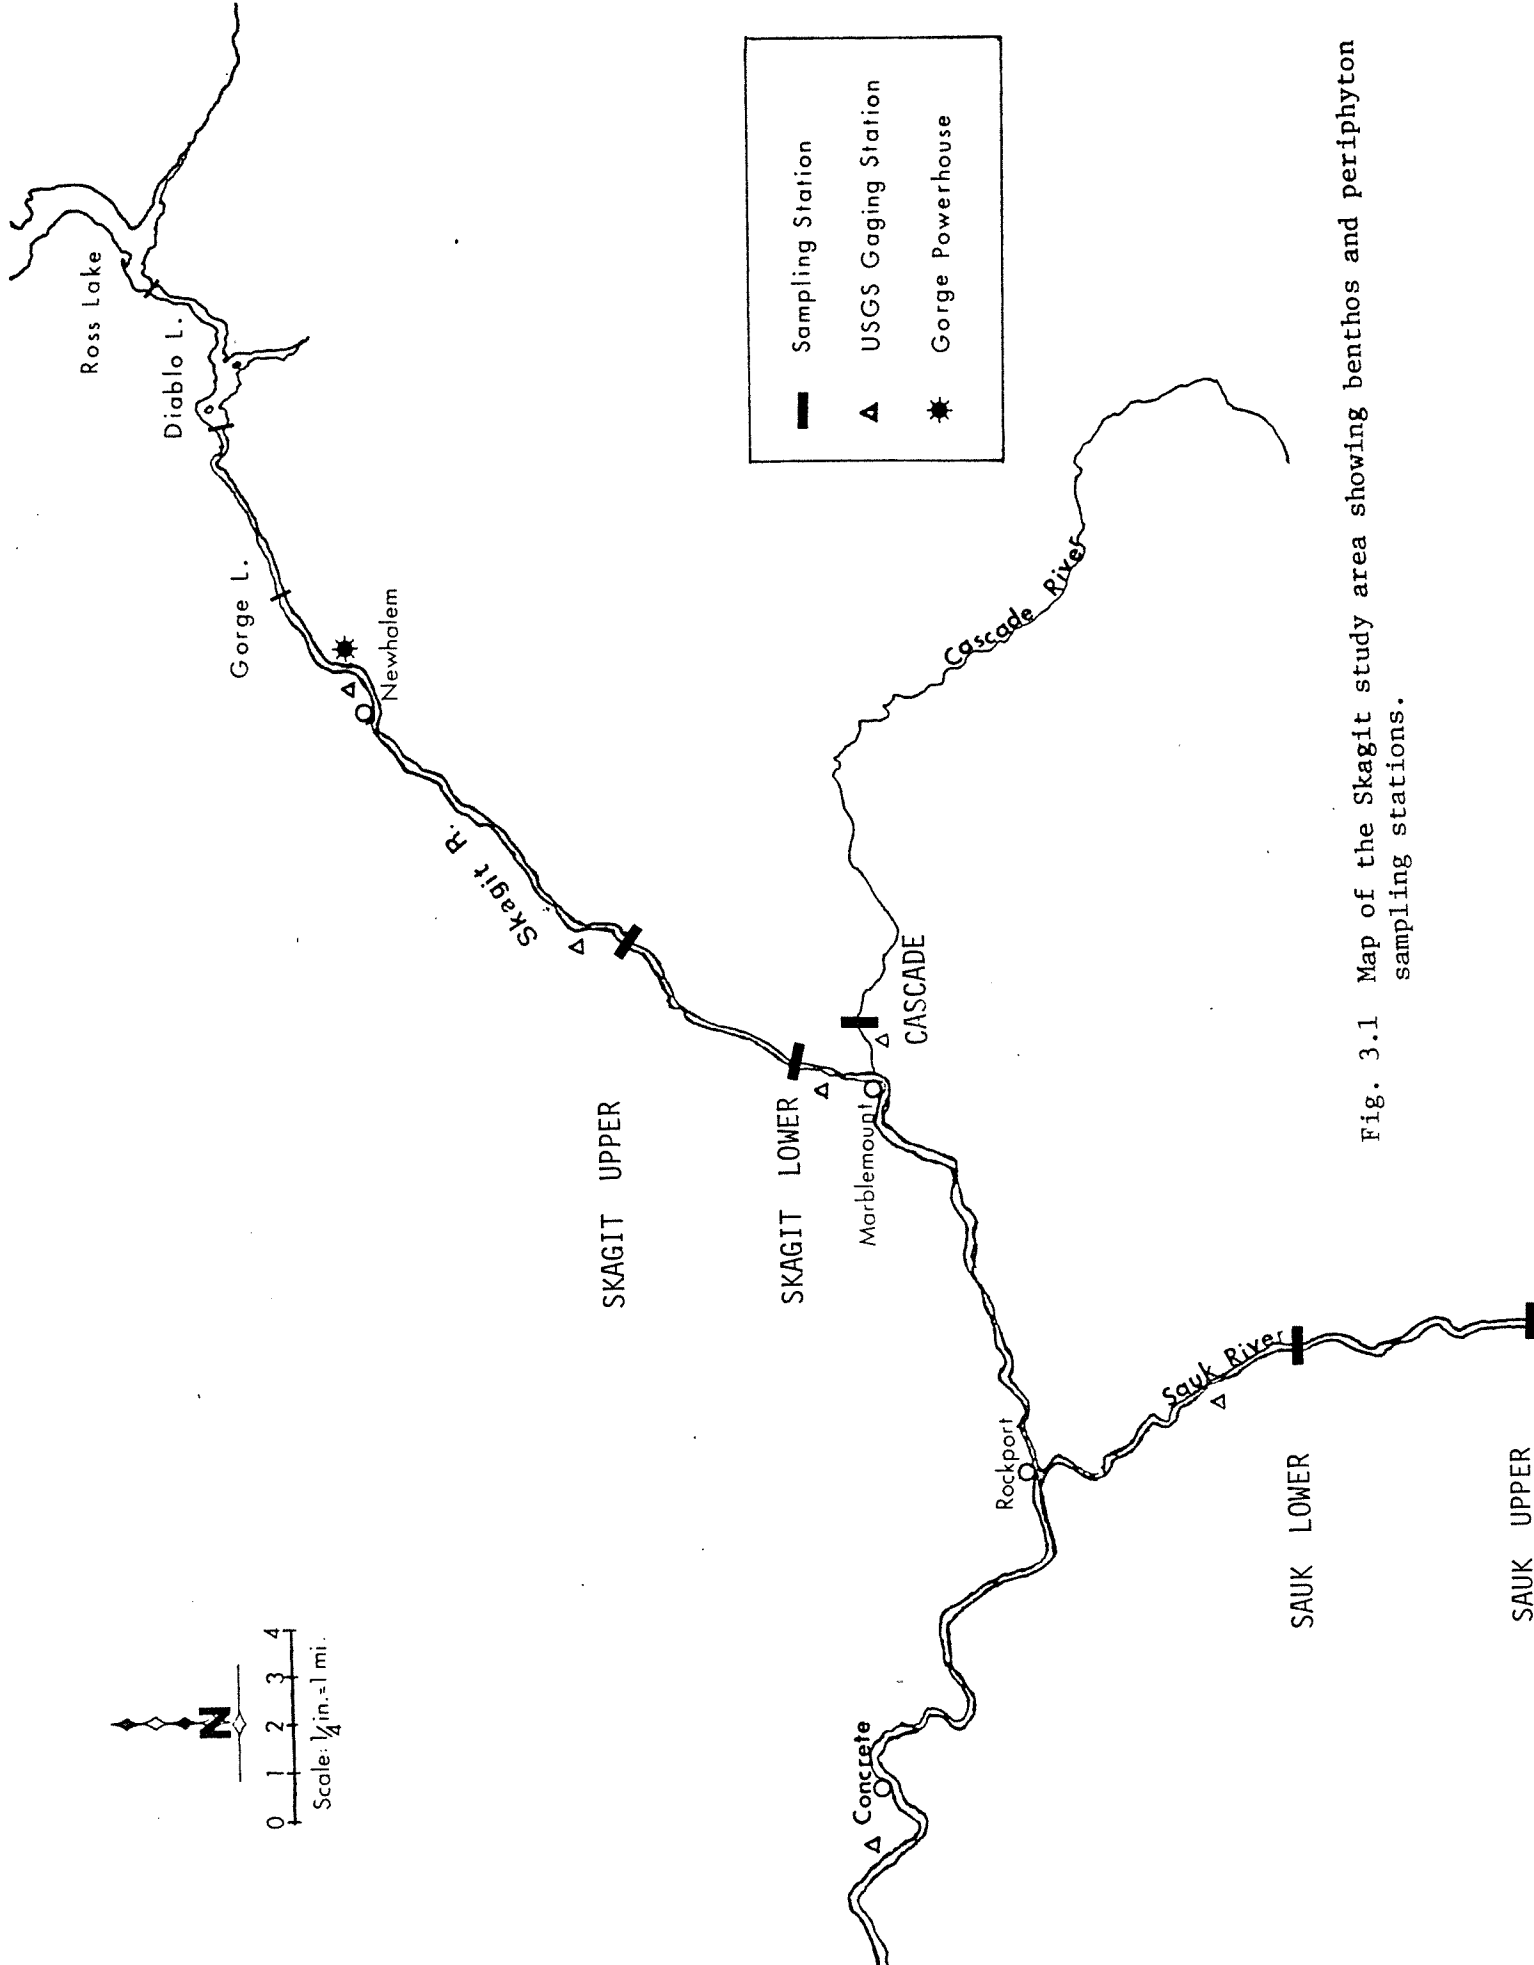 Ross Lake
Diablo L.
Gorge L.
Newhalem
Skagit R.
SKAGIT UPPER
SKAGIT LOWER
Marblemount
CASCADE
Cascade River
Rockport
Sauk River
SAUK LOWER
SAUK UPPER
Concrete
N
0 1 2 3 4
Scale: 1/4 in.=1 mi.
Sampling Station
USGS Gaging Station
Gorge Powerhouse
Fig. 3.1 Map of the Skagit study area showing benthos and periphyton
sampling stations.